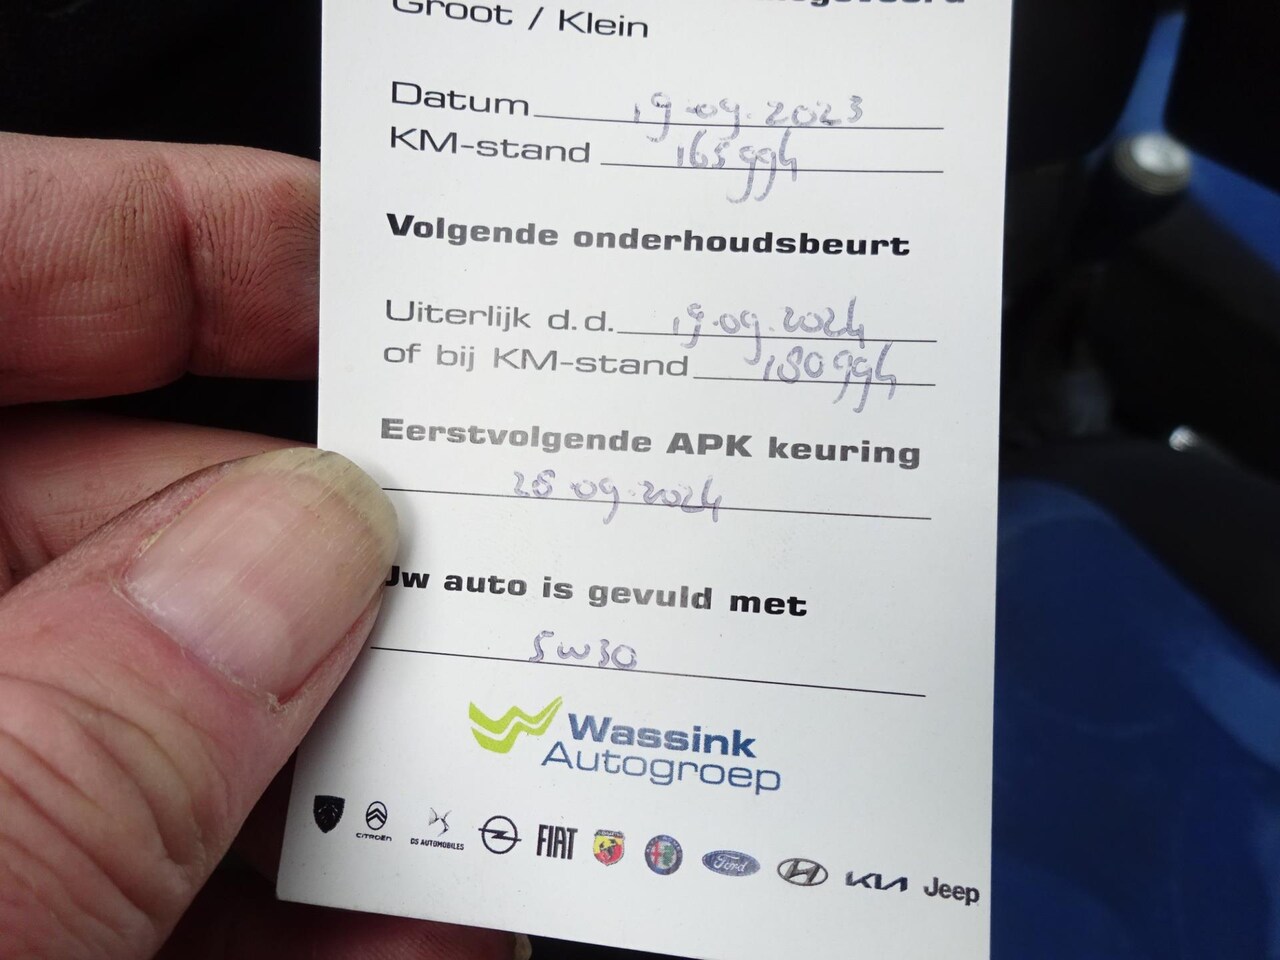 Groot / Klein
Datum 19.09.2023
KM-stand 165994
Volgende onderhoudsbeurt
Uiterlijk d.d. 19.09.2024
of bij KM-stand 180994
Eerstvolgende APK keuring
28 09.2024
Uw auto is gevuld met
5W30
Wassink
Autogroep
CITROËN
DS AUTOMOBILES
FIAT
Ford
KIA
Jeep